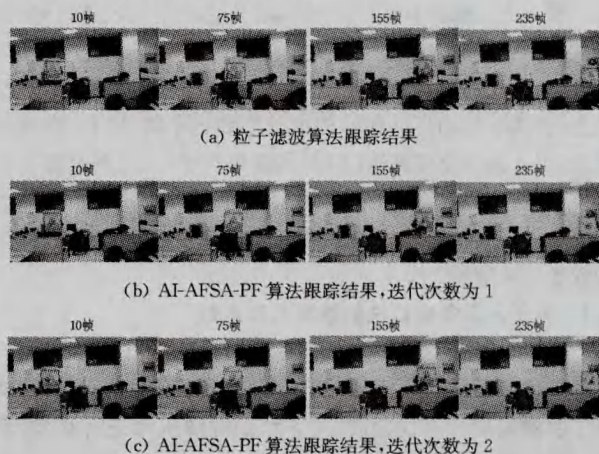 10帧 75帧 155帧 235帧
(a) 粒子滤波算法跟踪结果
10帧 75帧 155帧 235帧
(b) AI-AFSA-PF 算法跟踪结果,迭代次数为 1
10帧 75帧 155帧 235帧
(c) AI-AFSA-PF 算法跟踪结果,迭代次数为 2